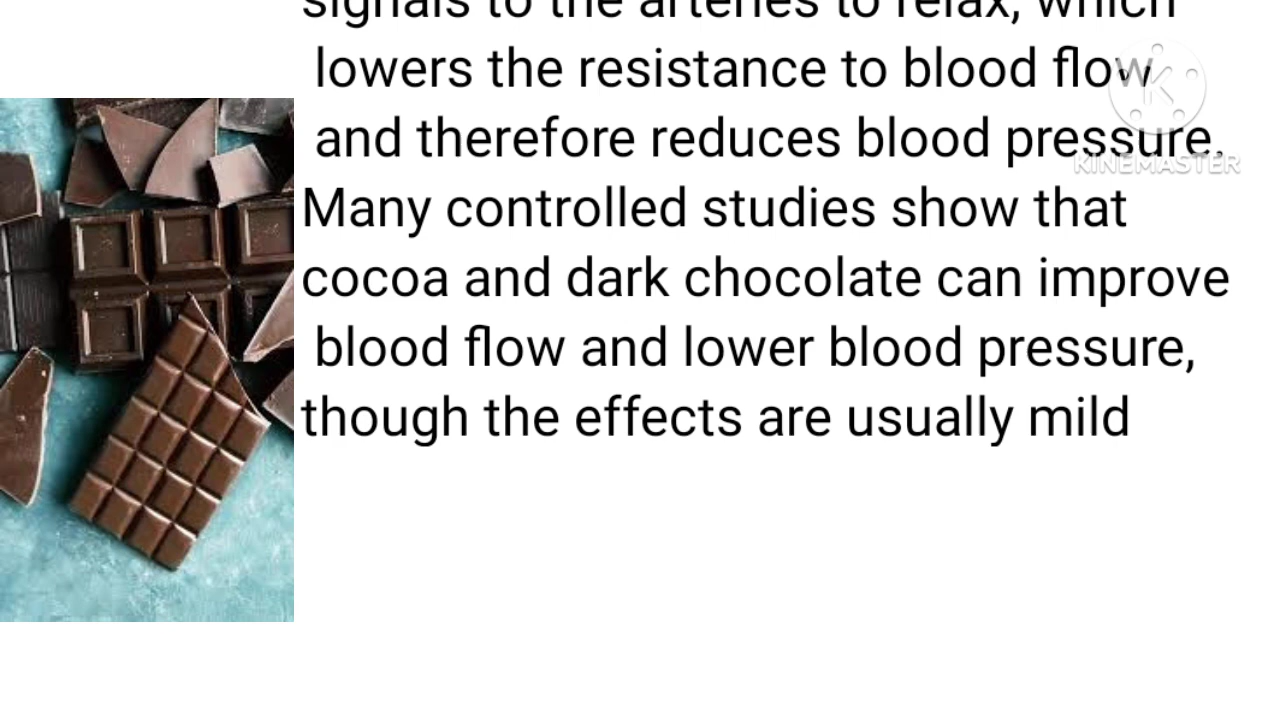 signals to the arteries to relax, which
lowers the resistance to blood flow
and therefore reduces blood pressure.
Many controlled studies show that
cocoa and dark chocolate can improve
blood flow and lower blood pressure,
though the effects are usually mild
K
KINEMASTER